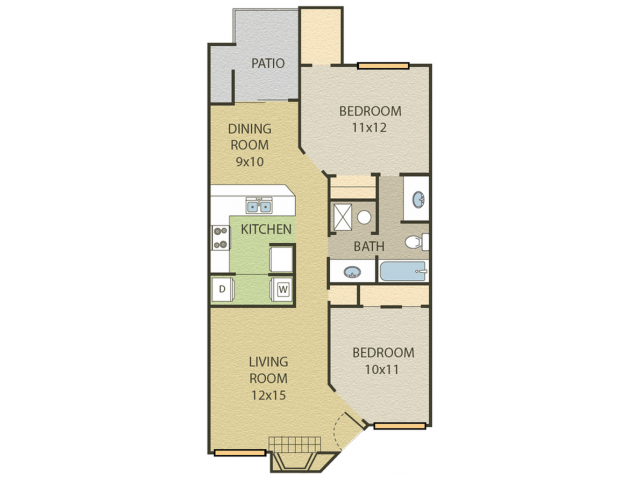 PATIO
BEDROOM
11x12
DINING
ROOM
9x10
KITCHEN
BATH
D
W
BEDROOM
10x11
LIVING
ROOM
12x15